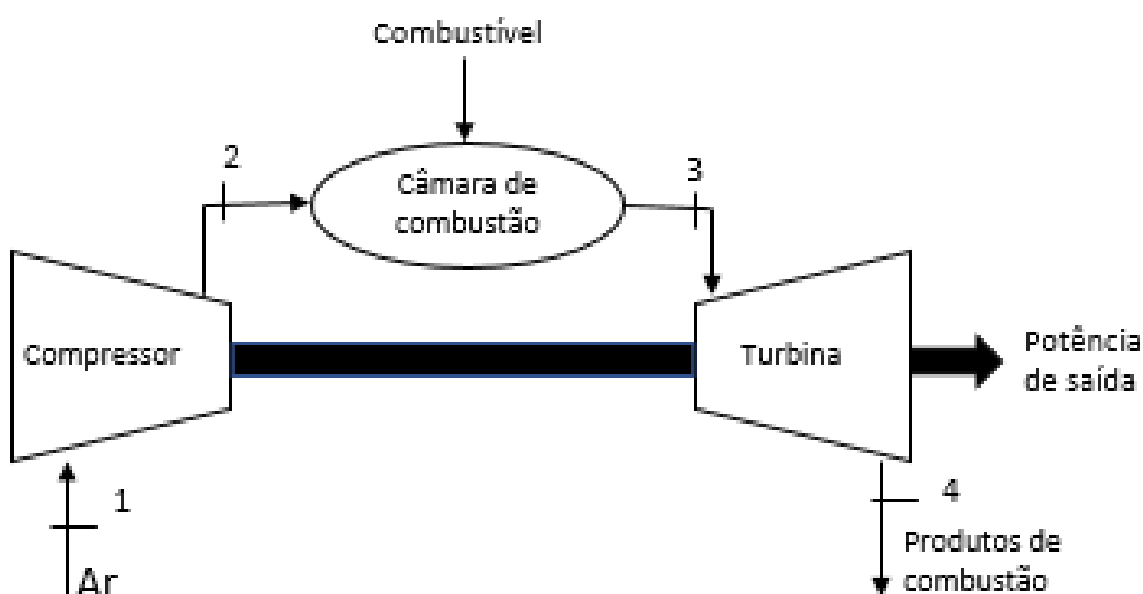 Combustível
2
3
Câmara de
combustão
Compressor
Turbina
Potência
de saída
1
4
Ar
Produtos de
combustão